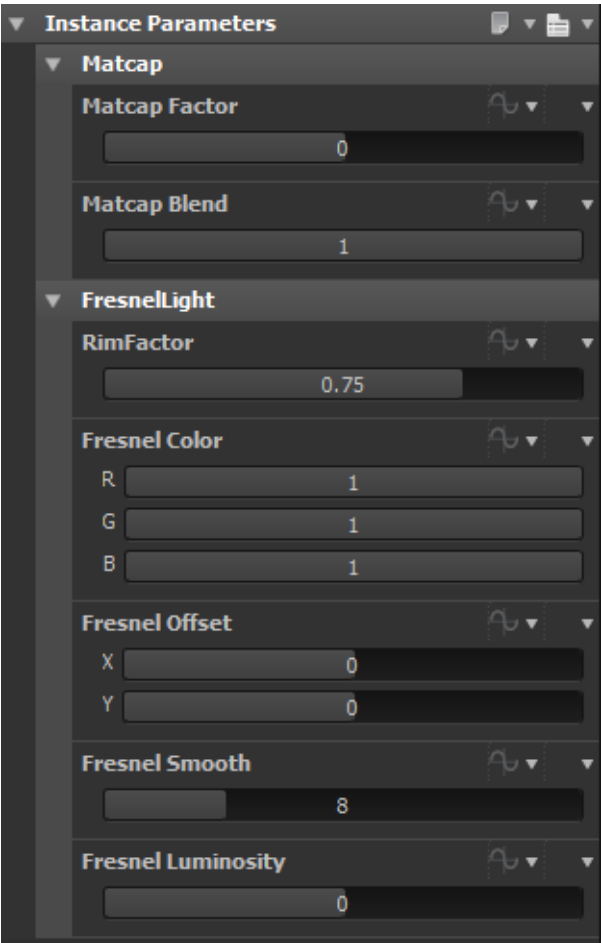 Instance Parameters
Matcap
Matcap Factor
0
Matcap Blend
1
FresnelLight
RimFactor
0.75
Fresnel Color
R 1
G 1
B 1
Fresnel Offset
X 0
Y 0
Fresnel Smooth
8
Fresnel Luminosity
0